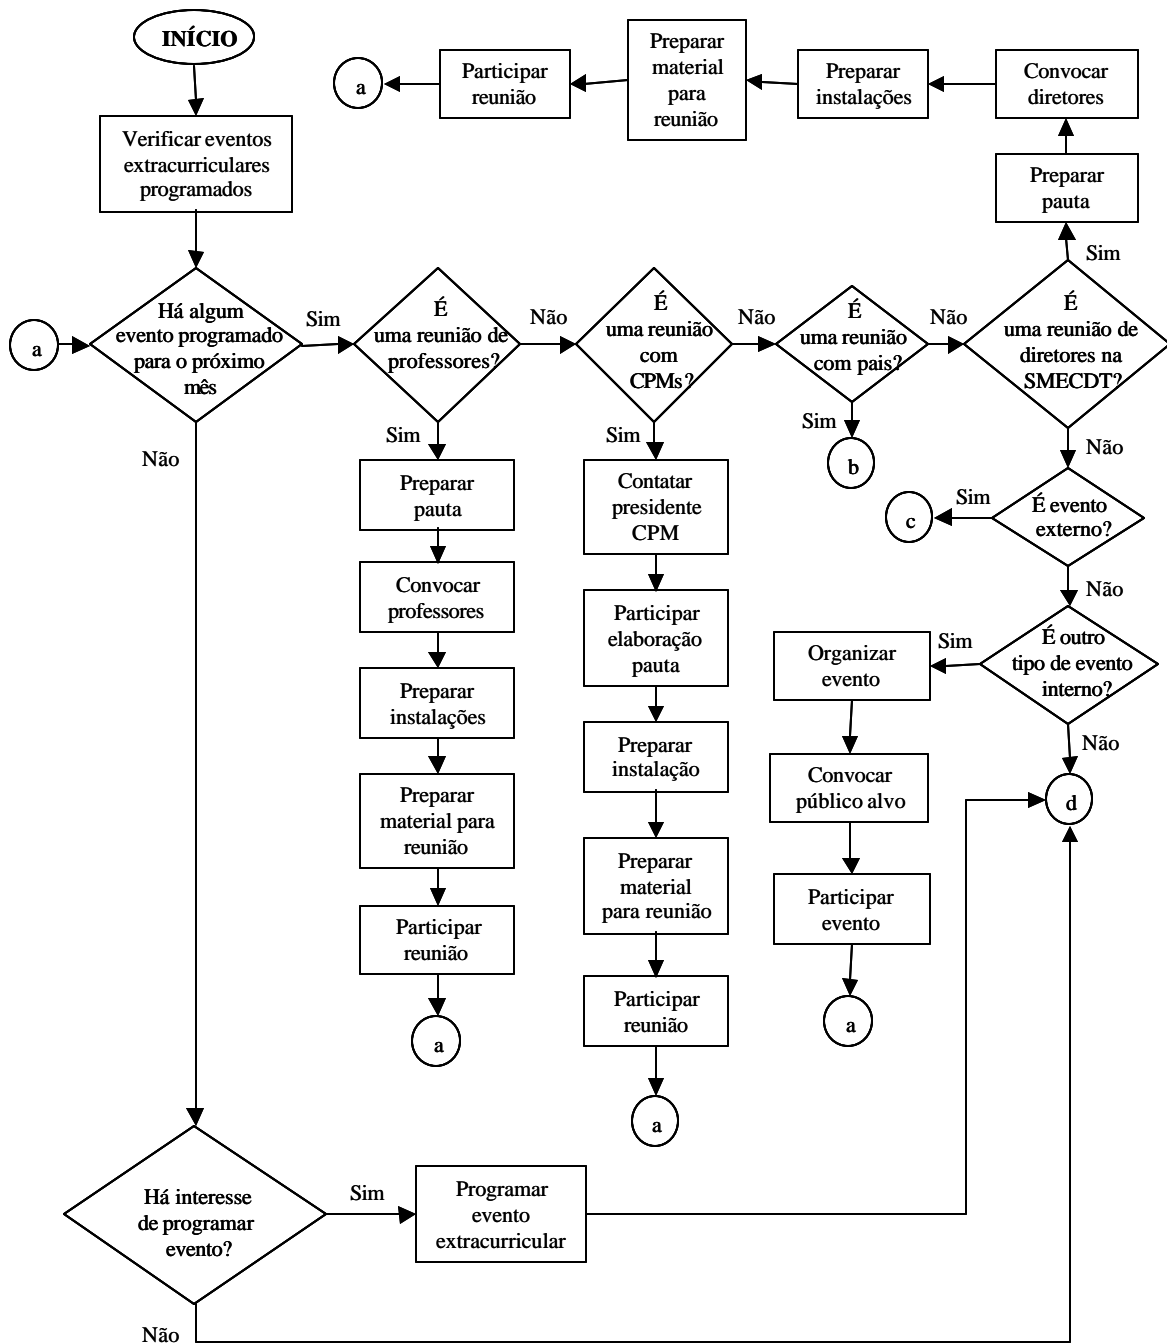 INÍCIO
Verificar eventos
extracurriculares
programados
a
Participar
reunião
Preparar
material
para
reunião
Preparar
instalações
Convocar
diretores
Preparar
pauta
Sim
a
Há algum
evento programado
para o próximo
mês
Sim
É
uma reunião de
professores?
Não
É
uma reunião
com
CPMs?
Não
É
uma reunião
com pais?
Não
É
uma reunião de
diretores na
SMECDT?
Não
Sim
Sim
Sim
b
Não
Preparar
pauta
Convocar
professores
Preparar
instalações
Preparar
material para
reunião
Participar
reunião
a
Contatar
presidente
CPM
Participar
elaboração
pauta
Preparar
instalação
Preparar
material
para reunião
Participar
reunião
a
c
Sim
É evento
externo?
Não
É outro
tipo de evento
interno?
Sim
Organizar
evento
Convocar
público alvo
Participar
evento
a
Não
d
Há interesse
de programar
evento?
Sim
Programar
evento
extracurricular
Não